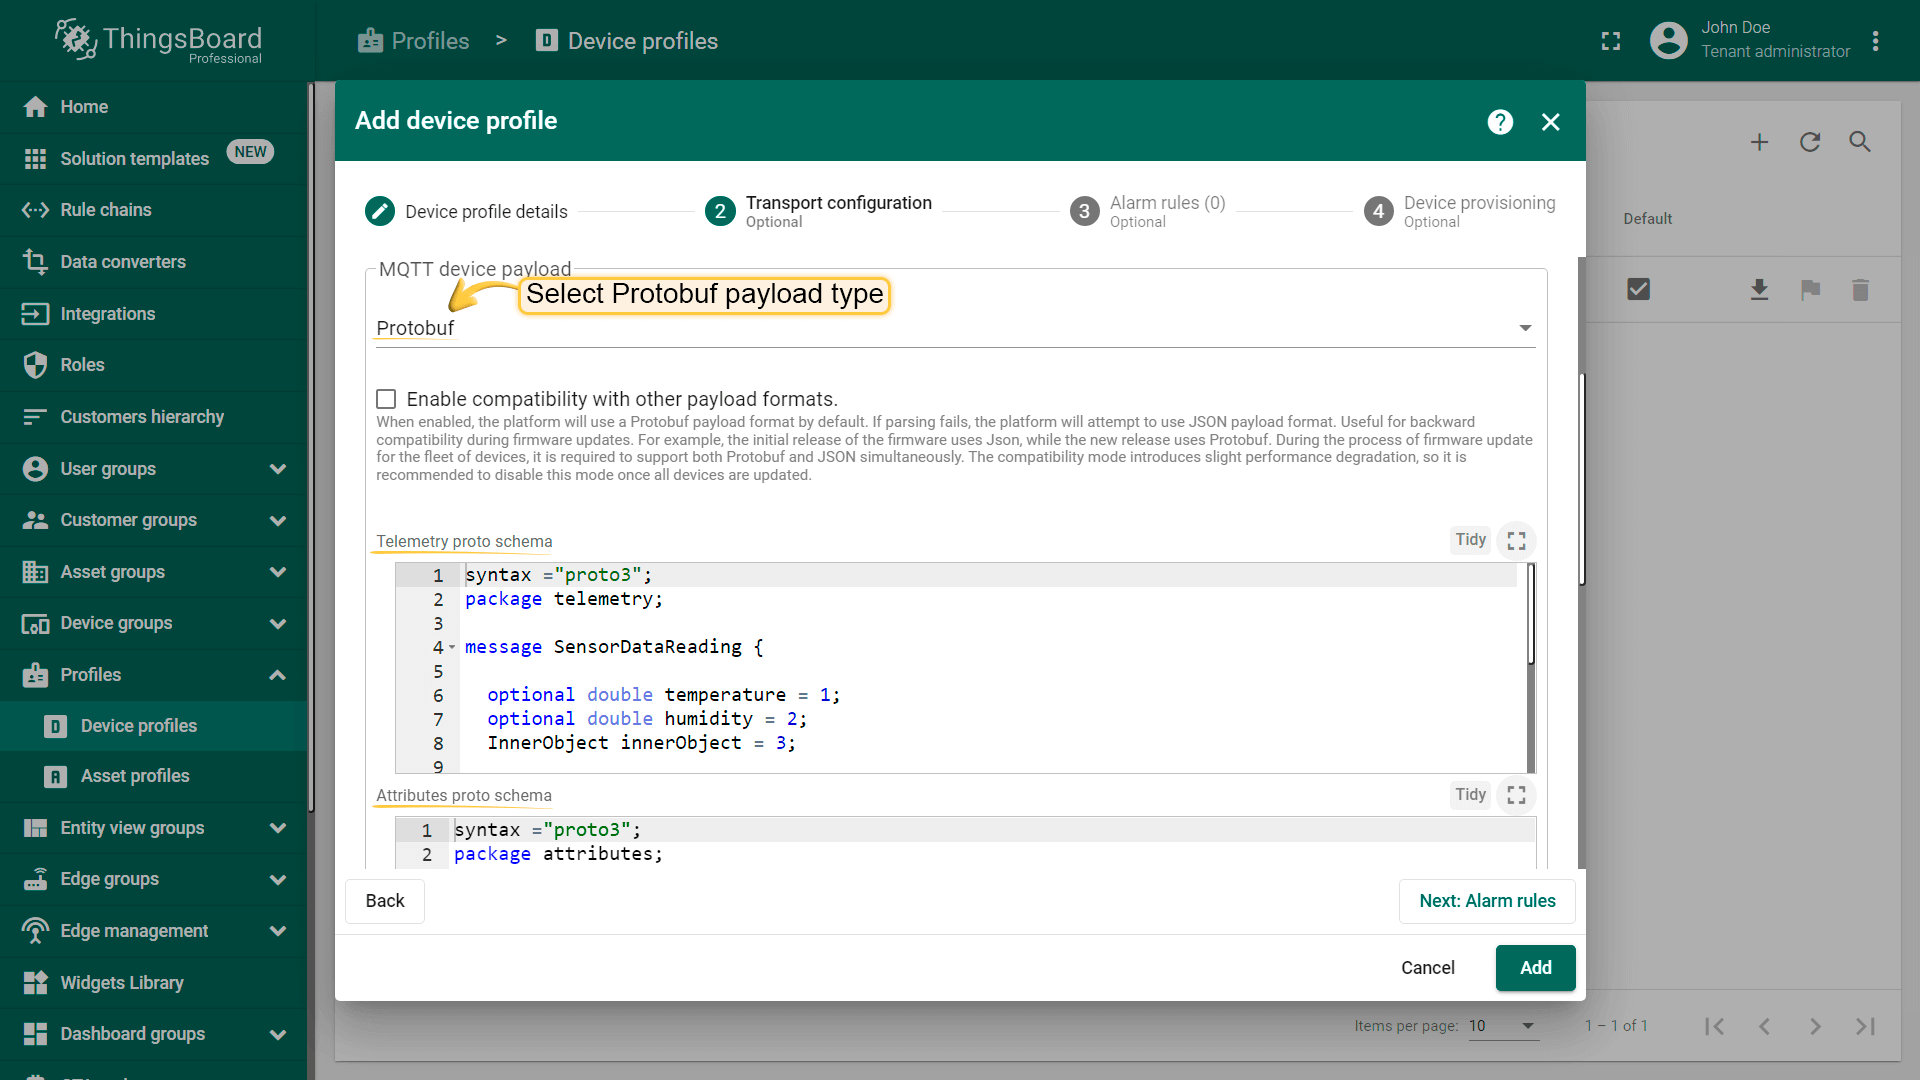 ThingsBoard
Professional
Profiles > Device profiles
John Doe
Tenant administrator
Home
Solution templates NEW
Rule chains
Data converters
Integrations
Roles
Customers hierarchy
User groups
Customer groups
Asset groups
Device groups
Profiles
D Device profiles
A Asset profiles
Entity view groups
Edge groups
Edge management
Widgets Library
Dashboard groups
Add device profile
Device profile details
2 Transport configuration
Optional
3 Alarm rules (0)
Optional
4 Device provisioning
Optional
MQTT device payload
Select Protobuf payload type
Protobuf
Enable compatibility with other payload formats.
When enabled, the platform will use a Protobuf payload format by default. If parsing fails, the platform will attempt to use JSON payload format. Useful for backward
compatibility during firmware updates. For example, the initial release of the firmware uses Json, while the new release uses Protobuf. During the process of firmware update
for the fleet of devices, it is required to support both Protobuf and JSON simultaneously. The compatibility mode introduces slight performance degradation, so it is
recommended to disable this mode once all devices are updated.
Telemetry proto schema
Tidy
1 syntax ="proto3";
2 package telemetry;
3
4 message SensorDataReading {
5
6 optional double temperature = 1;
7 optional double humidity = 2;
8 InnerObject innerObject = 3;
9
Attributes proto schema
Tidy
1 syntax ="proto3";
2 package attributes;
Back
Next: Alarm rules
Cancel
Add
Default
Items per page: 10
1 – 1 of 1